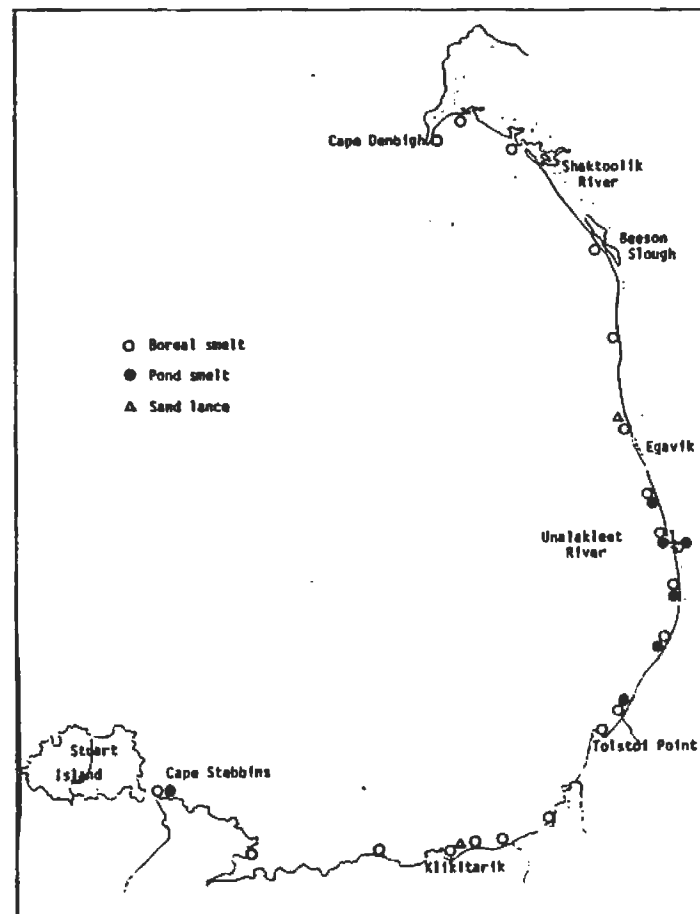 Cape Denbigh
Shaktoolik
River
Beeson
Slough
Boreal smelt
Pond smelt
Sand lance
Egavik
Unalakleet
River
Tolstoi Point
Stuart
Island
Cape Stebbins
Klikitarik